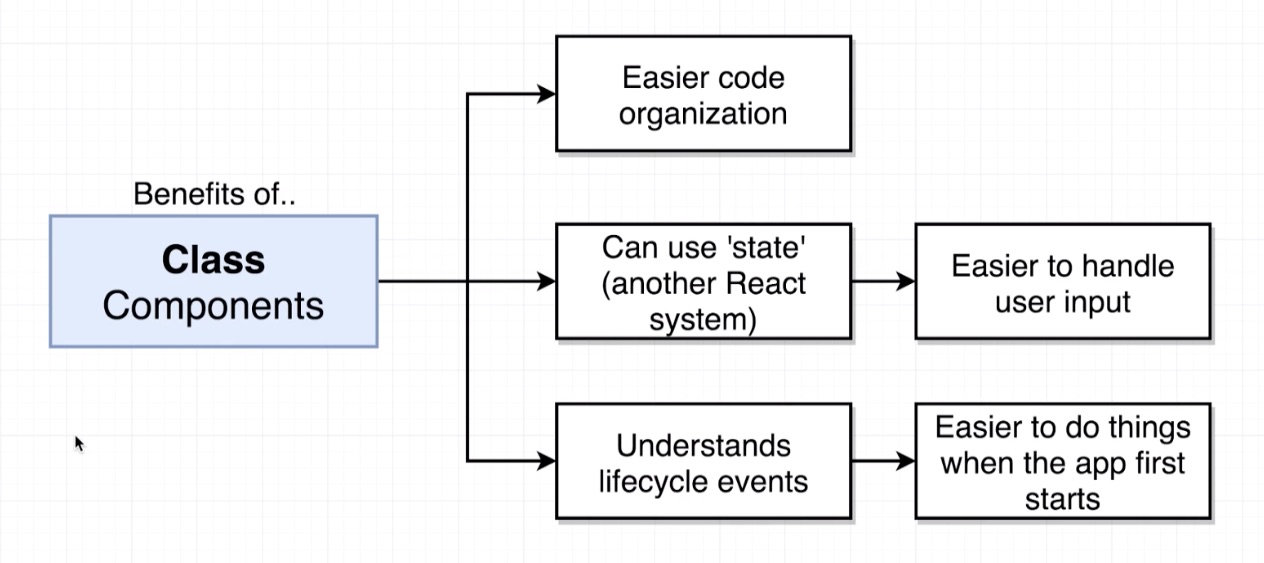 Benefits of..
Class
Components
Easier code
organization
Can use 'state'
(another React
system)
Easier to handle
user input
Understands
lifecycle events
Easier to do things
when the app first
starts